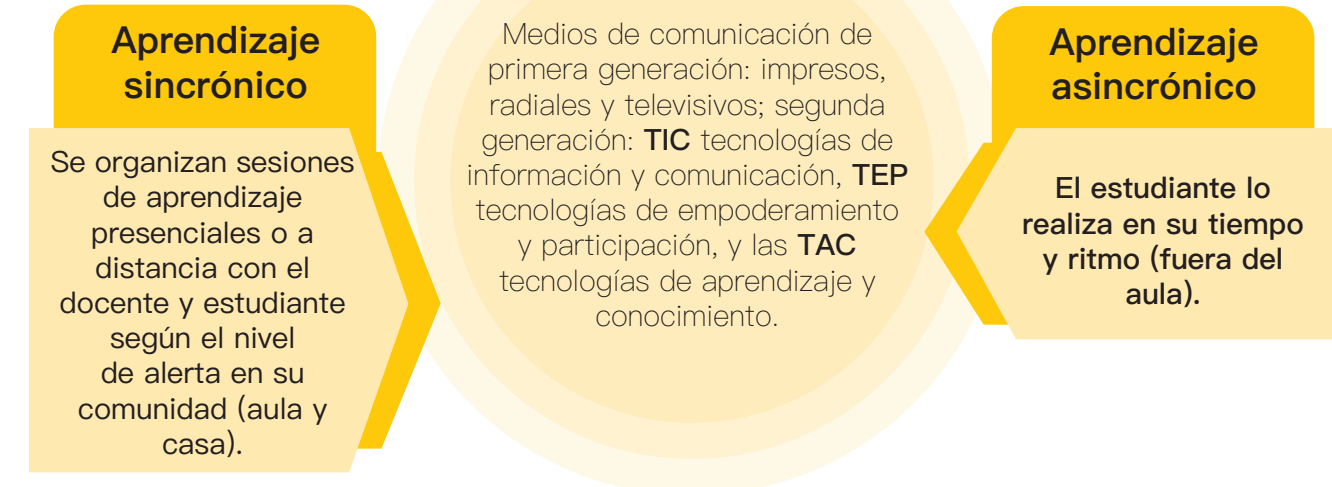 Aprendizaje
sincrónico
Se organizan sesiones
de aprendizaje
presenciales o a
distancia con el
docente y estudiante
según el nivel
de alerta en su
comunidad (aula y
casa).
Medios de comunicación de
primera generación: impresos,
radiales y televisivos; segunda
generación: TIC tecnologías de
información y comunicación, TEP
tecnologías de empoderamiento
y participación, y las TAC
tecnologías de aprendizaje y
conocimiento.
Aprendizaje
asincrónico
El estudiante lo
realiza en su tiempo
y ritmo (fuera del
aula).